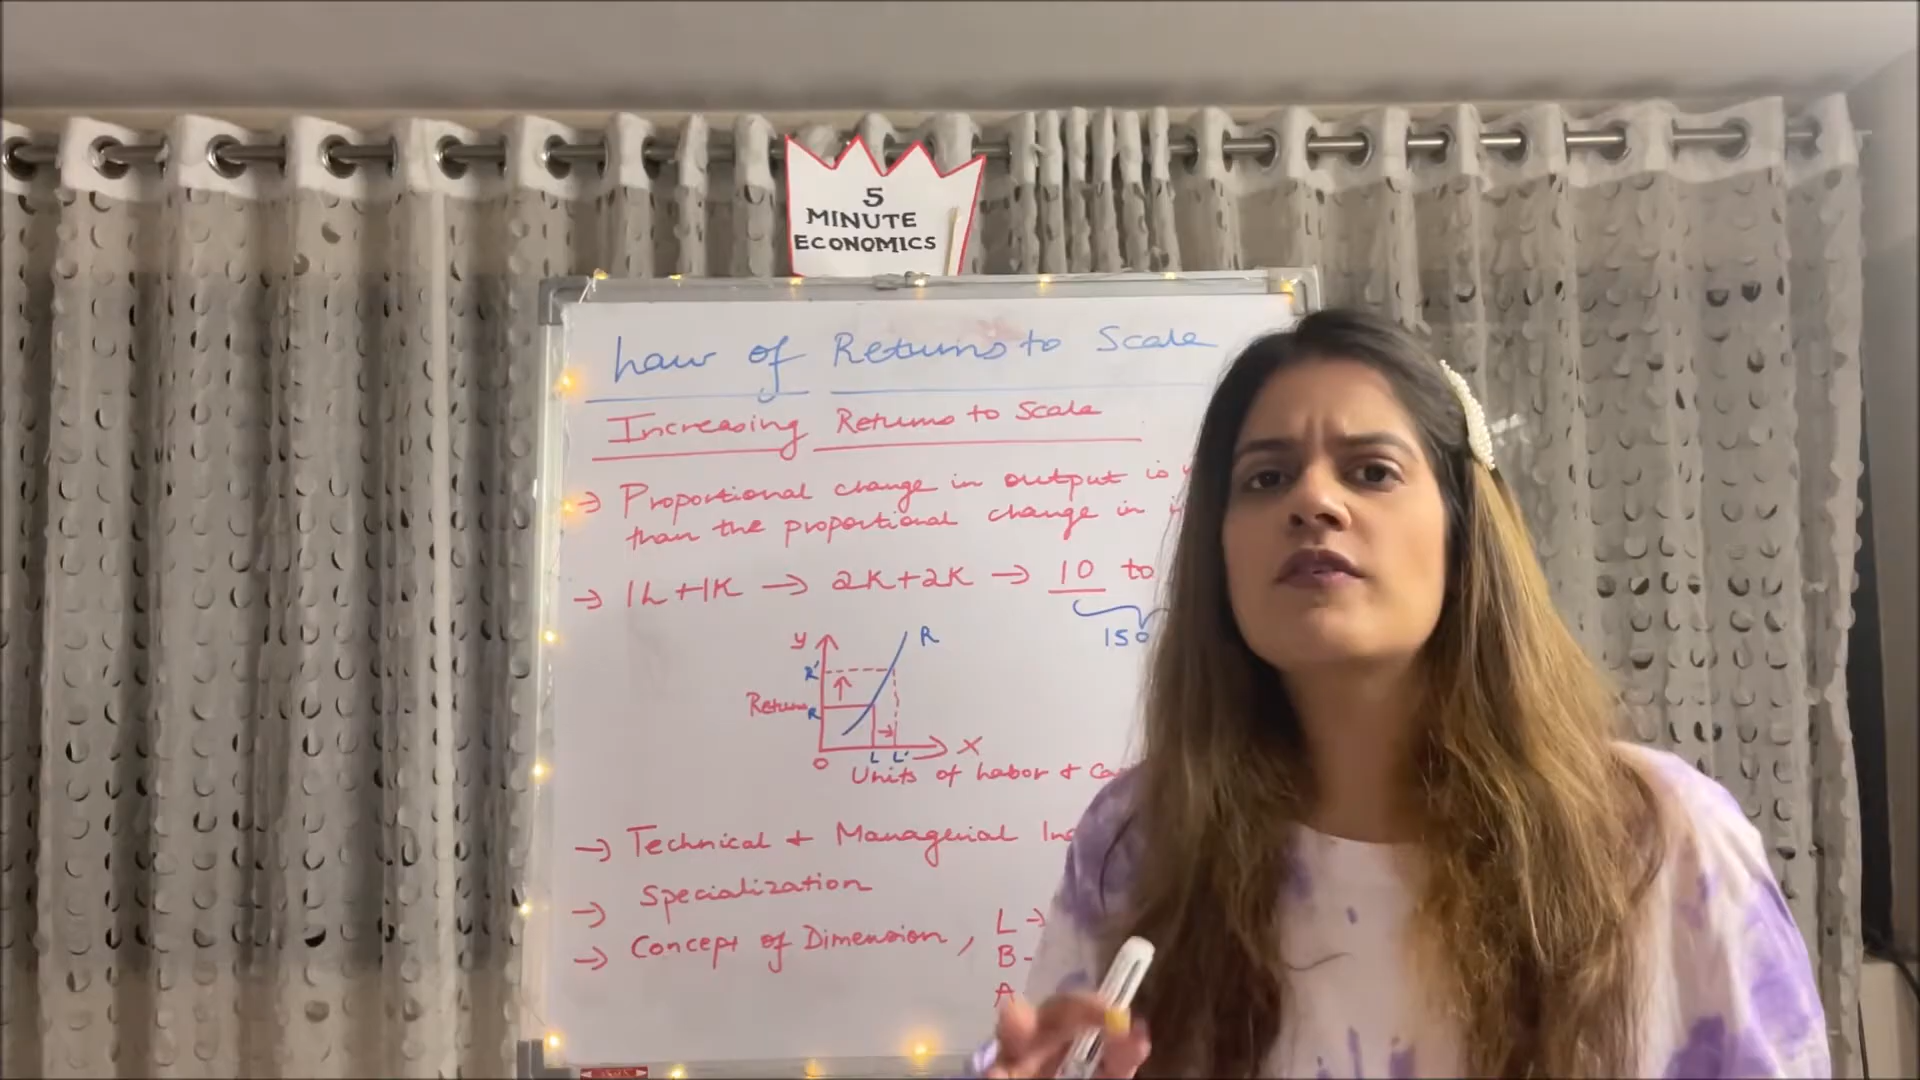 5
MINUTE
ECONOMICS
Law of Returns to Scale
Increasing Returns to Scale
→ Proportional change in output is
than the proportional change in
→ 1L+1K → 2K+2K → 10 to
150
Y
R
R'
Returns
R
L L'
X
O
Units of Labor +
→ Technical + Managerial
→ Specialization
→ Concept of Dimension, L →
B -
A